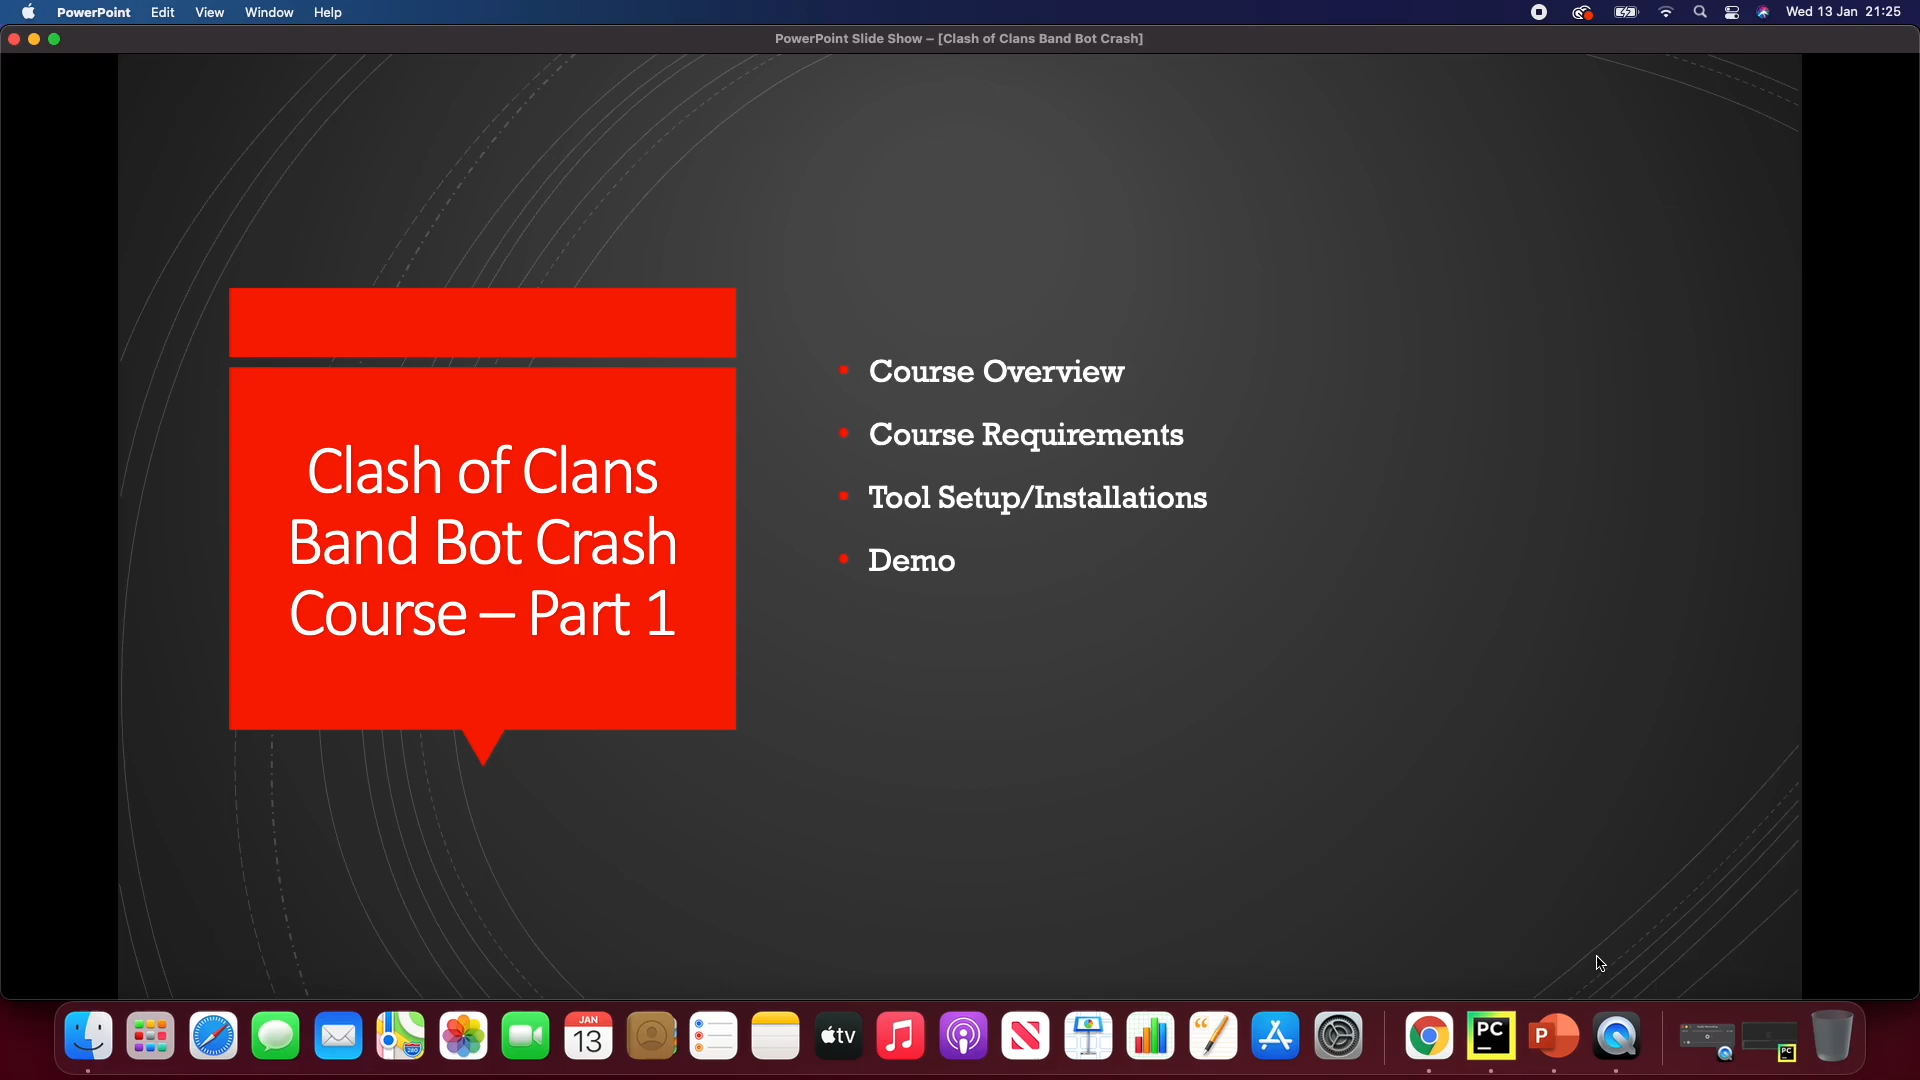 PowerPoint Edit View Window Help
Wed 13 Jan 21:25
PowerPoint Slide Show – [Clash of Clans Band Bot Crash]
Clash of Clans
Band Bot Crash
Course – Part 1
• Course Overview
• Course Requirements
• Tool Setup/Installations
• Demo
JAN
13
280
tv
PC
P
PC